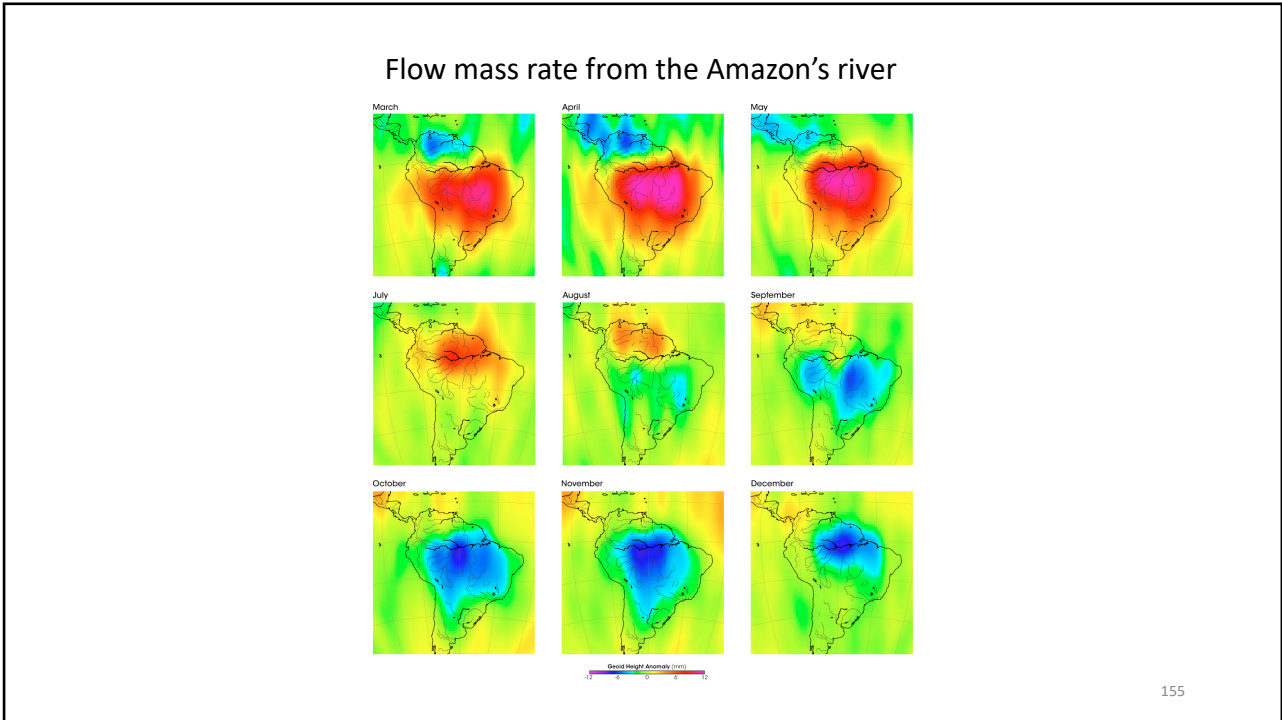 Flow mass rate from the Amazon’s river
March April May
July August September
October November December
Geoid Height Anomaly (mm)
-12 -6 0 6 12
155